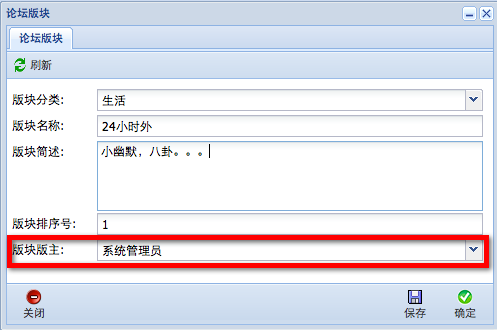 论坛版块
论坛版块
刷新
版块分类: 生活
版块名称: 24小时外
版块简述: 小幽默，八卦。。。
版块排序号: 1
版块版主: 系统管理员
关闭 保存 确定